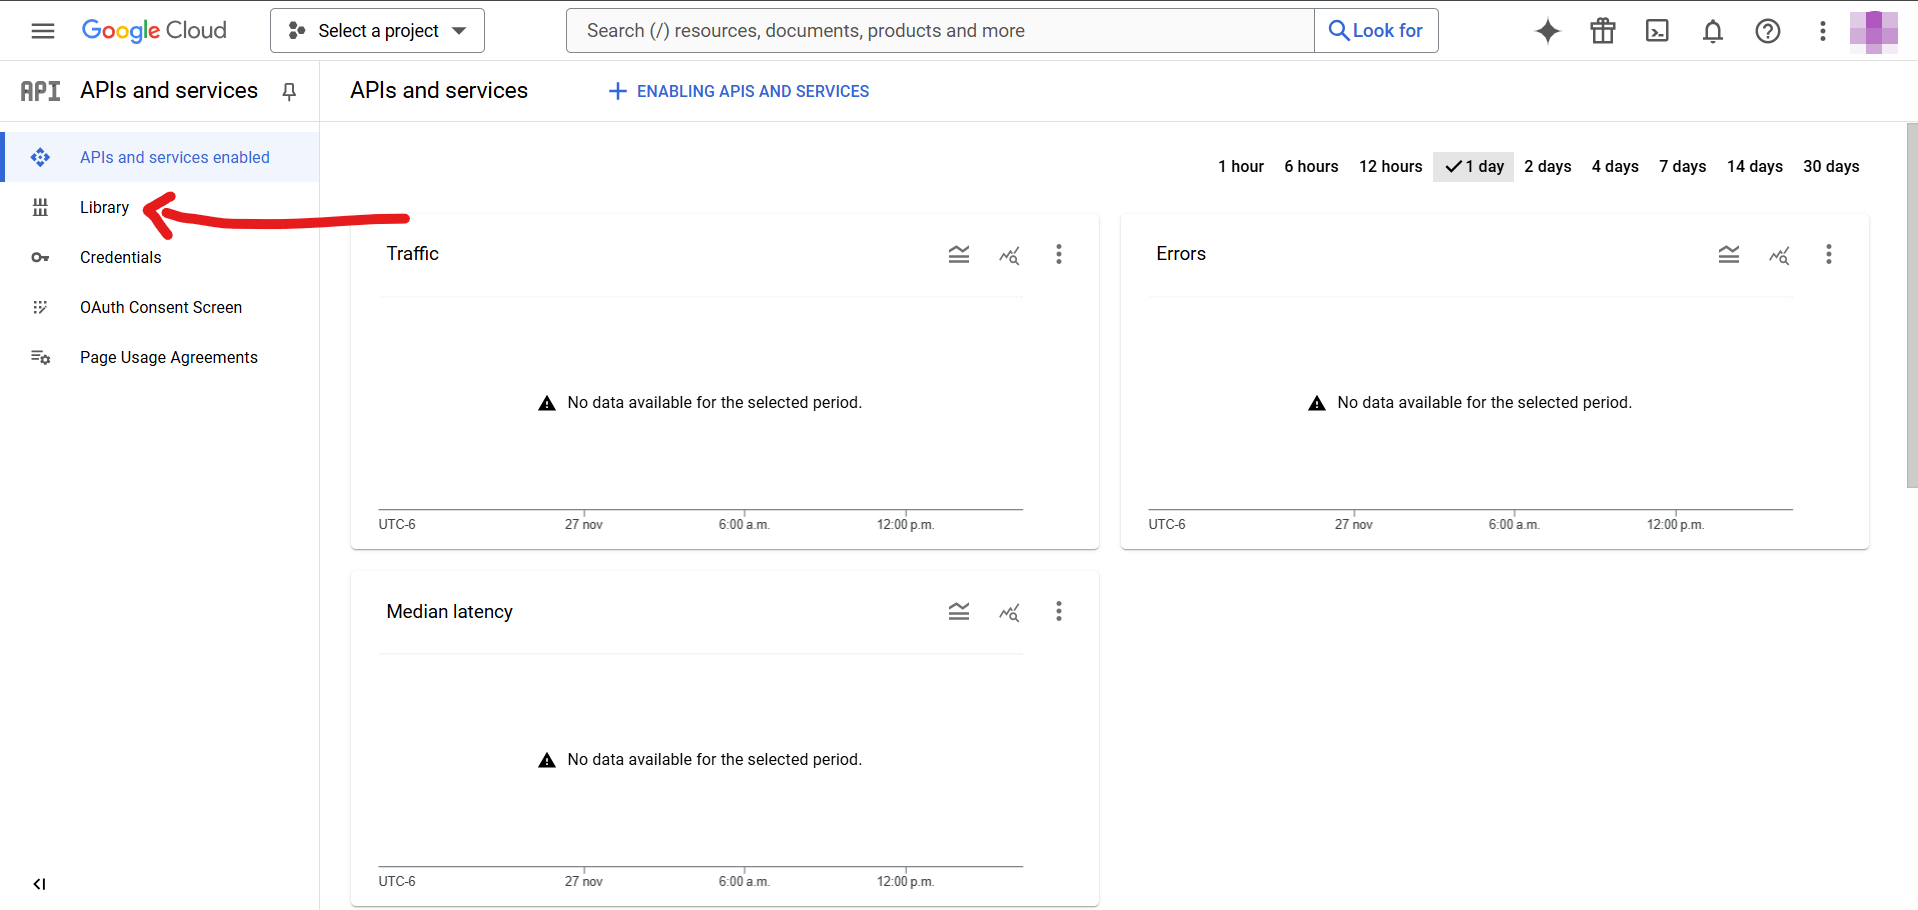 Google Cloud
Select a project
Search (/) resources, documents, products and more
Look for
API
APIs and services
APIs and services
ENABLING APIS AND SERVICES
APIs and services enabled
Library
Credentials
OAuth Consent Screen
Page Usage Agreements
1 hour
6 hours
12 hours
1 day
2 days
4 days
7 days
14 days
30 days
Traffic
No data available for the selected period.
UTC-6
27 nov
6:00 a.m.
12:00 p.m.
Errors
No data available for the selected period.
UTC-6
27 nov
6:00 a.m.
12:00 p.m.
Median latency
No data available for the selected period.
UTC-6
27 nov
6:00 a.m.
12:00 p.m.